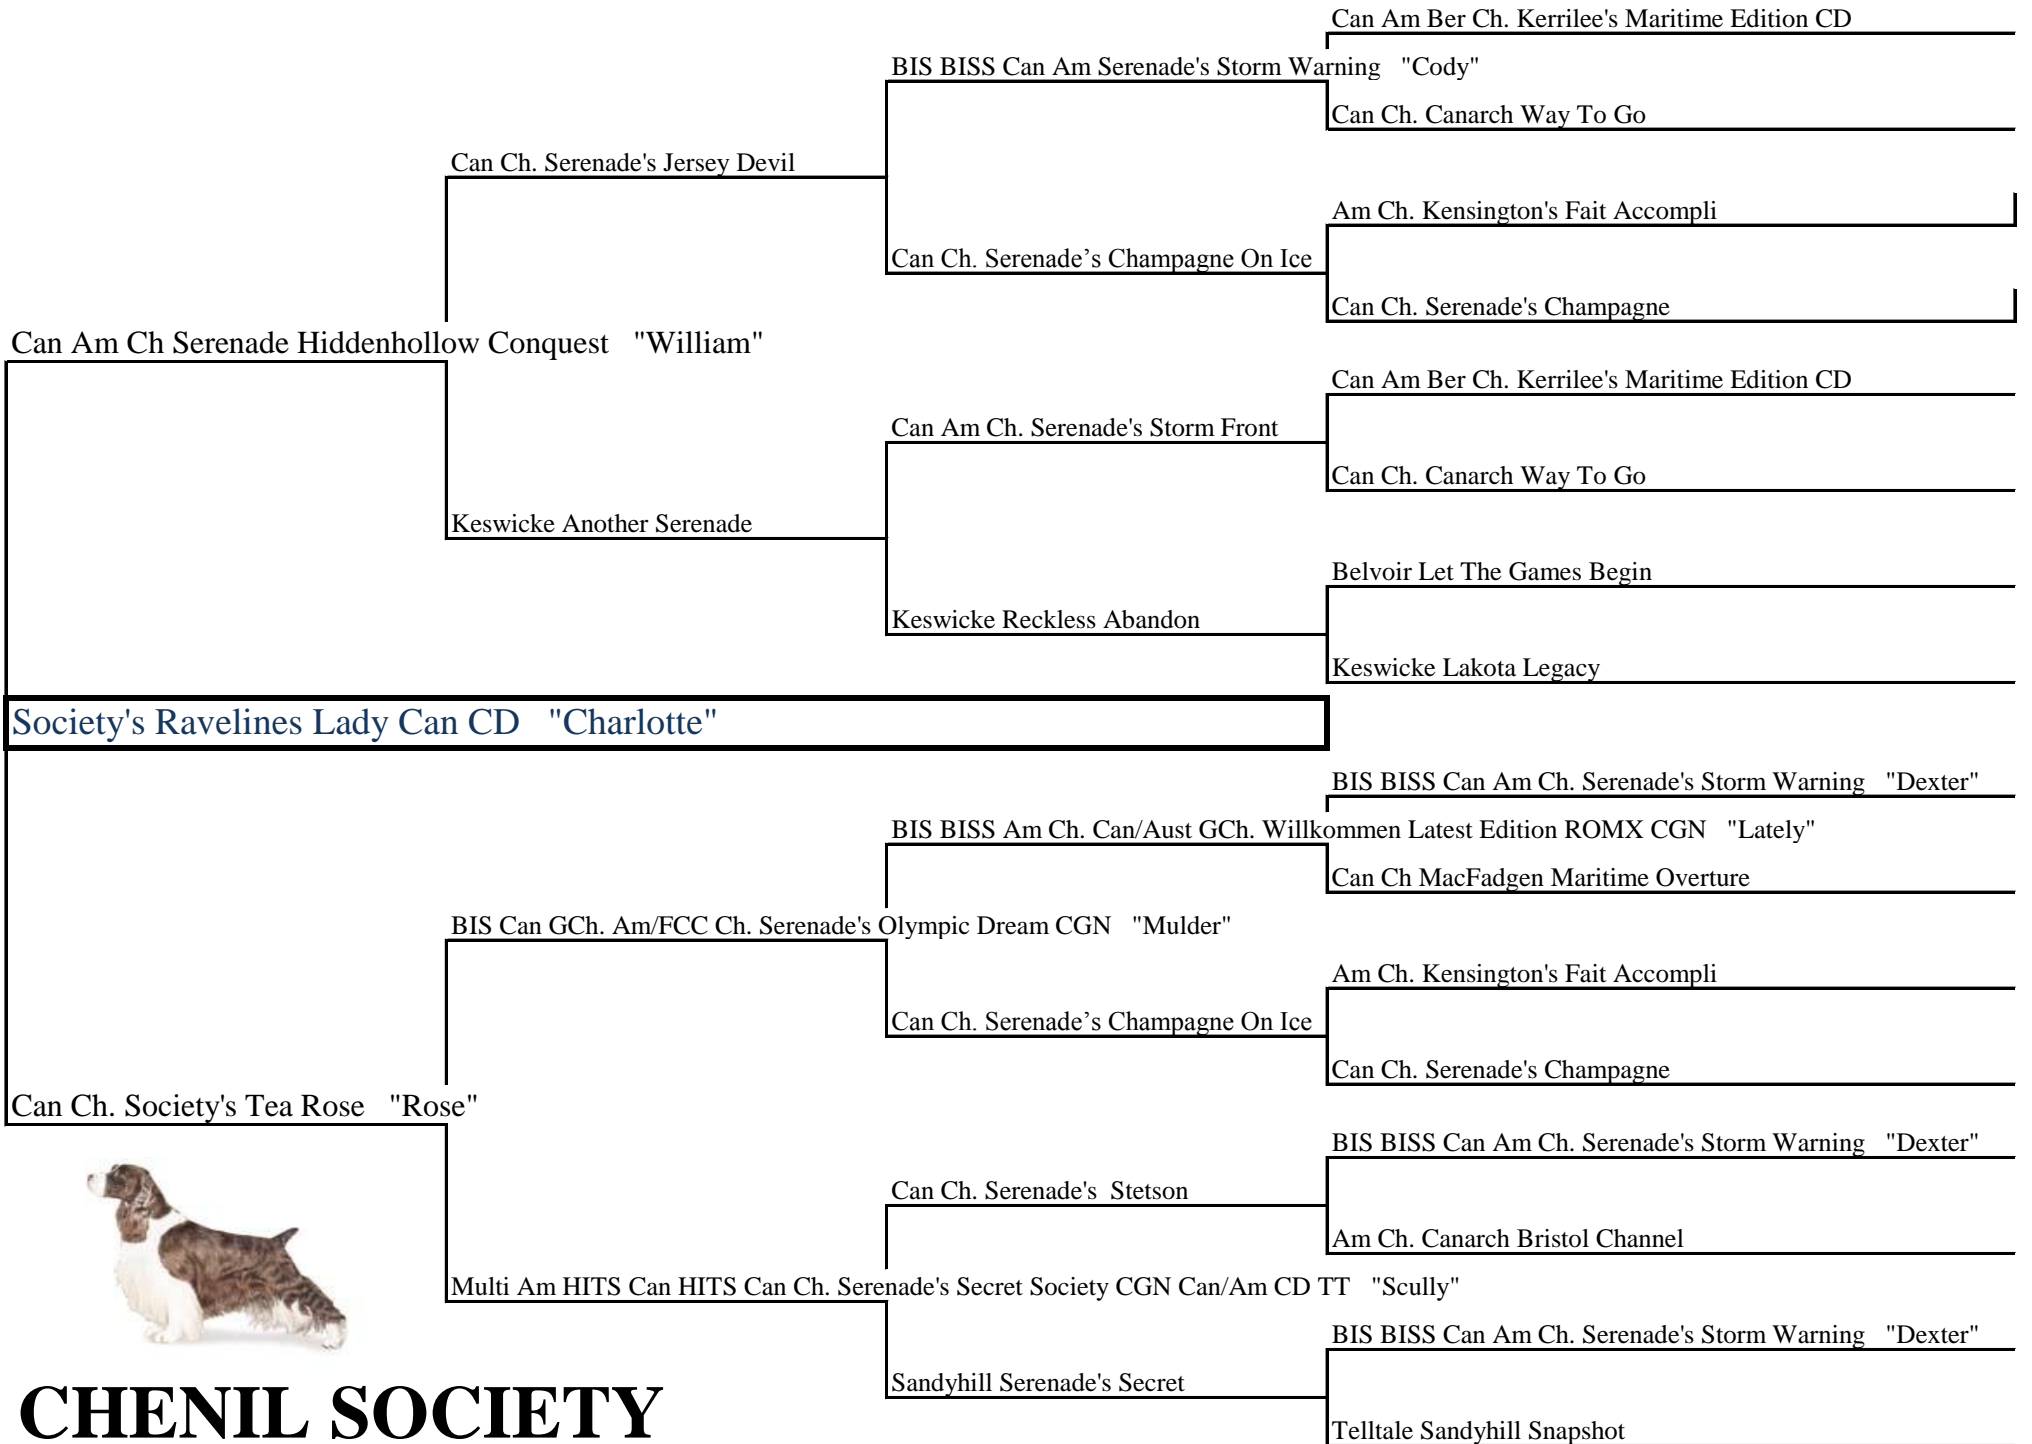 Can Am Ber Ch. Kerrilee's Maritime Edition CD
BIS BISS Can Am Serenade's Storm Warning "Cody"
Can Ch. Canarch Way To Go
Can Ch. Serenade's Jersey Devil
Am Ch. Kensington's Fait Accompli
Can Ch. Serenade’s Champagne On Ice
Can Ch. Serenade's Champagne
Can Am Ch Serenade Hiddenhollow Conquest "William"
Can Am Ber Ch. Kerrilee's Maritime Edition CD
Can Am Ch. Serenade's Storm Front
Can Ch. Canarch Way To Go
Keswicke Another Serenade
Belvoir Let The Games Begin
Keswicke Reckless Abandon
Keswicke Lakota Legacy
Society's Ravelines Lady Can CD "Charlotte"
BIS BISS Can Am Ch. Serenade's Storm Warning "Dexter"
BIS BISS Am Ch. Can/Aust GCh. Willkommen Latest Edition ROMX CGN "Lately"
Can Ch MacFadgen Maritime Overture
BIS Can GCh. Am/FCC Ch. Serenade's Olympic Dream CGN "Mulder"
Am Ch. Kensington's Fait Accompli
Can Ch. Serenade’s Champagne On Ice
Can Ch. Serenade's Champagne
Can Ch. Society's Tea Rose "Rose"
BIS BISS Can Am Ch. Serenade's Storm Warning "Dexter"
Can Ch. Serenade's Stetson
Am Ch. Canarch Bristol Channel
Multi Am HITS Can HITS Can Ch. Serenade's Secret Society CGN Can/Am CD TT "Scully"
BIS BISS Can Am Ch. Serenade's Storm Warning "Dexter"
Sandyhill Serenade's Secret
CHENIL SOCIETY
Telltale Sandyhill Snapshot